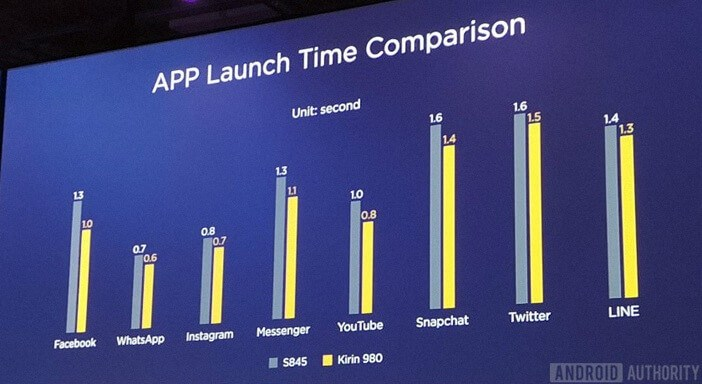 APP Launch Time Comparison
Unit: second
1.3 1.0 0.7 0.6 0.8 0.7 1.3 1.1 1.0 0.8 1.6 1.4 1.6 1.5 1.4 1.3
Facebook WhatsApp Instagram Messenger YouTube Snapchat Twitter LINE
S845 Kirin 980
ANDROID AUTHORITY